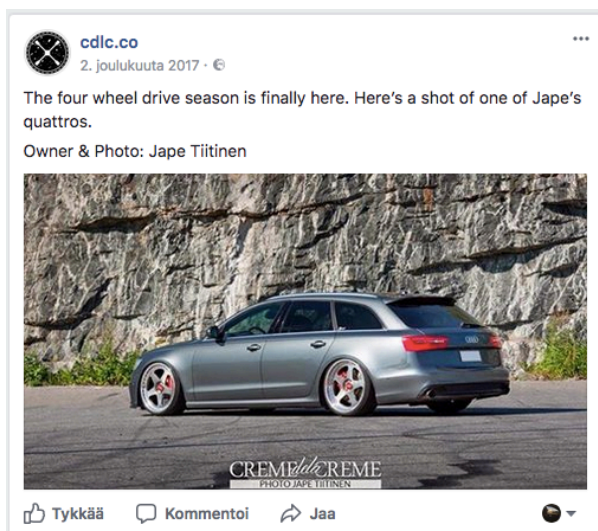 cdlc.co
2. joulukuuta 2017 ·
The four wheel drive season is finally here. Here’s a shot of one of Jape’s
quattros.
Owner & Photo: Jape Tiitinen
CREME de la CREME
PHOTO JAPE TIITINEN
Tykkää Kommentoi Jaa